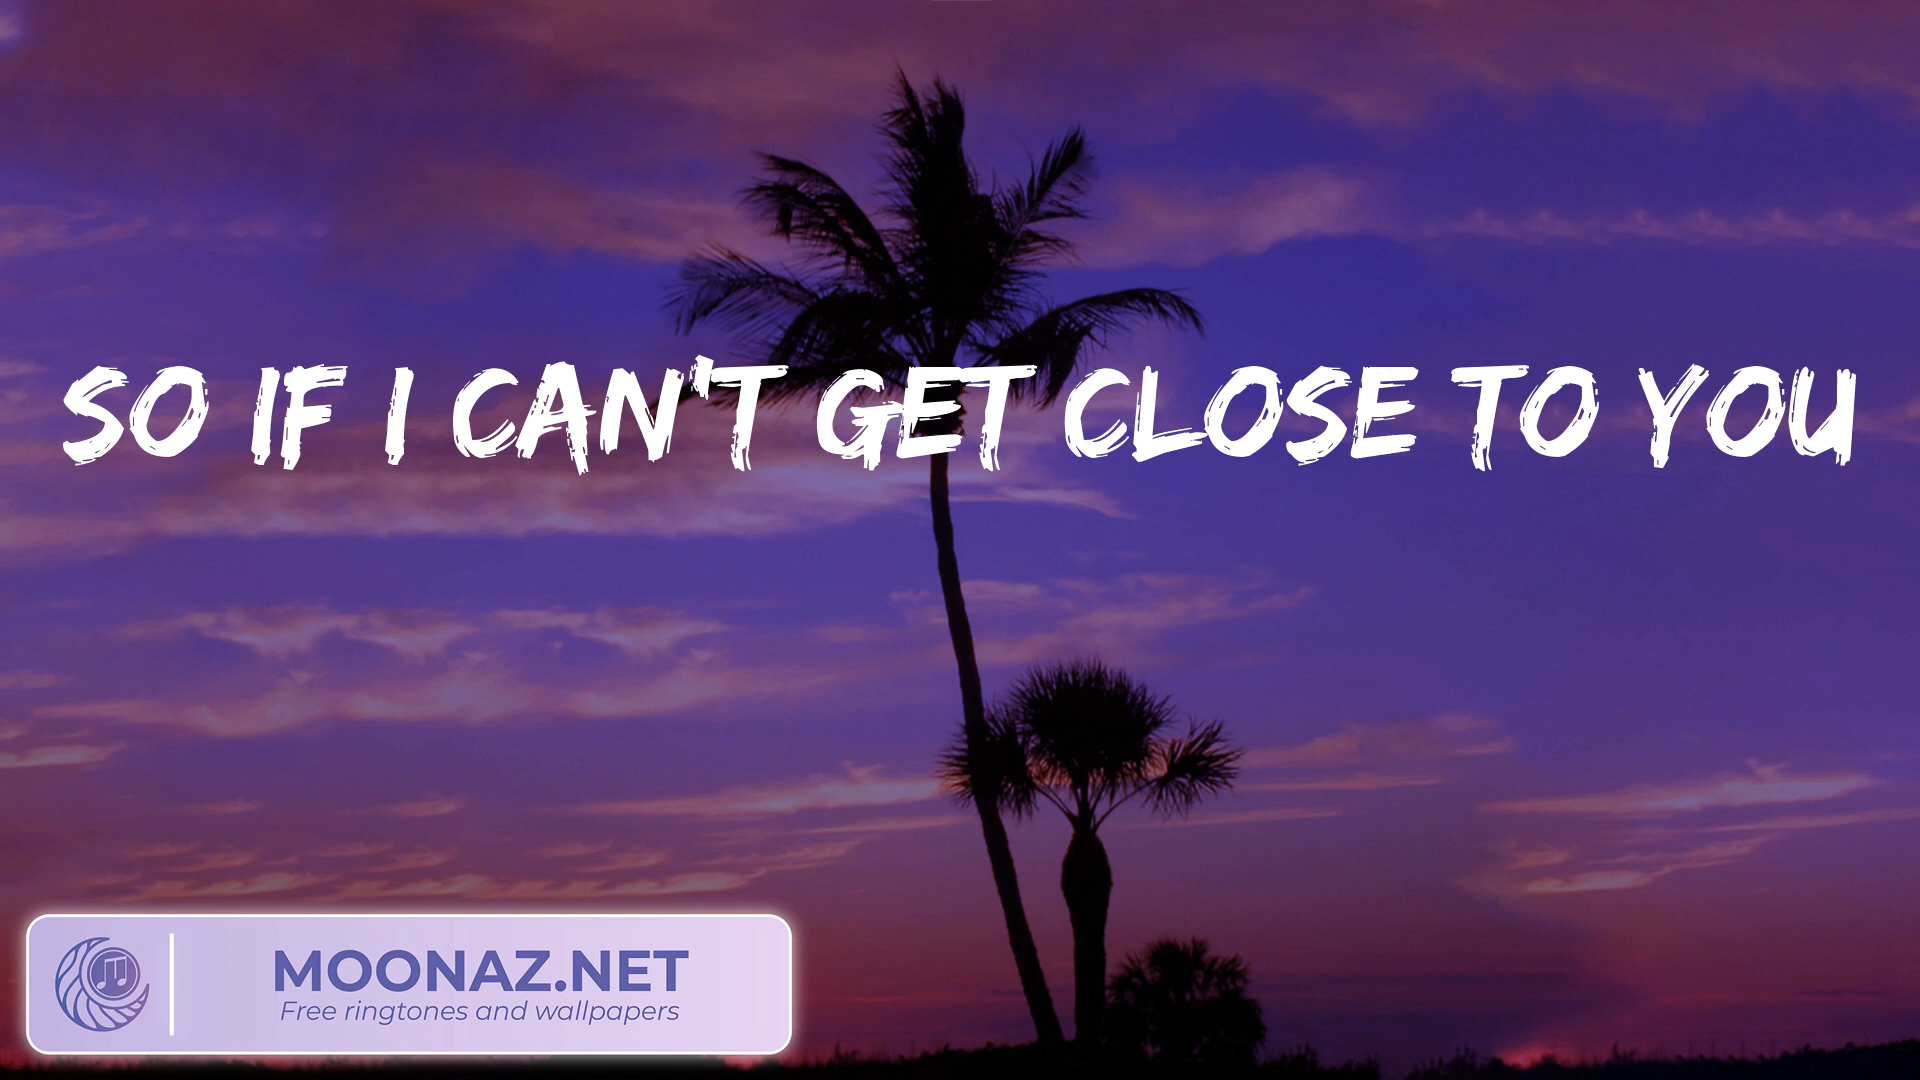 SO IF I CAN'T GET CLOSE TO YOU
MOONAZ.NET
Free ringtones and wallpapers